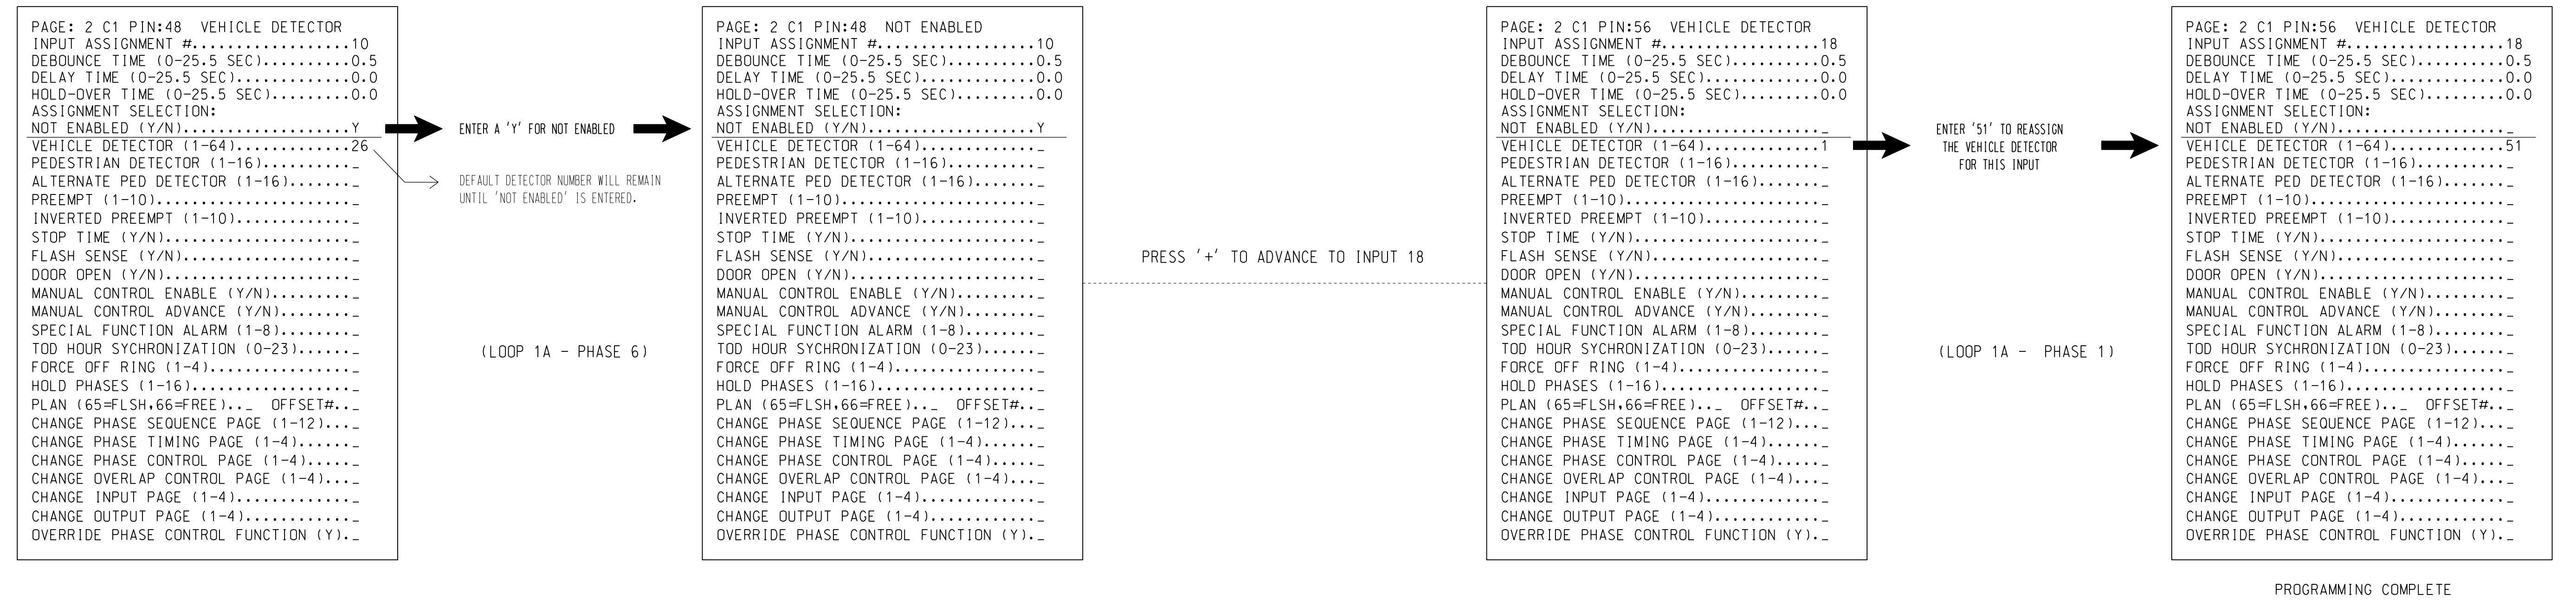 PAGE: 2 C1 PIN:48  VEHICLE DETECTOR
INPUT ASSIGNMENT #..................10
DEBOUNCE TIME (0-25.5 SEC)..........0.5
DELAY TIME (0-25.5 SEC).............0.0
HOLD-OVER TIME (0-25.5 SEC).........0.0
ASSIGNMENT SELECTION:
NOT ENABLED (Y/N)...................Y
VEHICLE DETECTOR (1-64).............26
PEDESTRIAN DETECTOR (1-16).........._
ALTERNATE PED DETECTOR (1-16)......._
PREEMPT (1-10)......................_
INVERTED PREEMPT (1-10)............._
STOP TIME (Y/N)....................._
FLASH SENSE (Y/N)..................._
DOOR OPEN (Y/N)....................._
MANUAL CONTROL ENABLE (Y/N)........._
MANUAL CONTROL ADVANCE (Y/N)........_
SPECIAL FUNCTION ALARM (1-8)........_
TOD HOUR SYCHRONIZATION (0-23)......_
FORCE OFF RING (1-4)................_
HOLD PHASES (1-16).................._
PLAN (65=FLSH,66=FREE).._  OFFSET#.._
CHANGE PHASE SEQUENCE PAGE (1-12)..._
CHANGE PHASE TIMING PAGE (1-4)......_
CHANGE PHASE CONTROL PAGE (1-4)....._
CHANGE OVERLAP CONTROL PAGE (1-4)..._
CHANGE INPUT PAGE (1-4)............._
CHANGE OUTPUT PAGE (1-4)............_
OVERRIDE PHASE CONTROL FUNCTION (Y)._
ENTER A 'Y' FOR NOT ENABLED
DEFAULT DETECTOR NUMBER WILL REMAIN
UNTIL 'NOT ENABLED' IS ENTERED.
(LOOP 1A - PHASE 6)
PAGE: 2 C1 PIN:48  NOT ENABLED
INPUT ASSIGNMENT #..................10
DEBOUNCE TIME (0-25.5 SEC)..........0.5
DELAY TIME (0-25.5 SEC).............0.0
HOLD-OVER TIME (0-25.5 SEC).........0.0
ASSIGNMENT SELECTION:
NOT ENABLED (Y/N)...................Y
VEHICLE DETECTOR (1-64)............._
PEDESTRIAN DETECTOR (1-16).........._
ALTERNATE PED DETECTOR (1-16)......._
PREEMPT (1-10)......................_
INVERTED PREEMPT (1-10)............._
STOP TIME (Y/N)....................._
FLASH SENSE (Y/N)..................._
DOOR OPEN (Y/N)....................._
MANUAL CONTROL ENABLE (Y/N)........._
MANUAL CONTROL ADVANCE (Y/N)........_
SPECIAL FUNCTION ALARM (1-8)........_
TOD HOUR SYCHRONIZATION (0-23)......_
FORCE OFF RING (1-4)................_
HOLD PHASES (1-16).................._
PLAN (65=FLSH,66=FREE).._  OFFSET#.._
CHANGE PHASE SEQUENCE PAGE (1-12)..._
CHANGE PHASE TIMING PAGE (1-4)......_
CHANGE PHASE CONTROL PAGE (1-4)....._
CHANGE OVERLAP CONTROL PAGE (1-4)..._
CHANGE INPUT PAGE (1-4)............._
CHANGE OUTPUT PAGE (1-4)............_
OVERRIDE PHASE CONTROL FUNCTION (Y)._
PRESS '+' TO ADVANCE TO INPUT 18
PAGE: 2 C1 PIN:56  VEHICLE DETECTOR
INPUT ASSIGNMENT #..................18
DEBOUNCE TIME (0-25.5 SEC)..........0.5
DELAY TIME (0-25.5 SEC).............0.0
HOLD-OVER TIME (0-25.5 SEC).........0.0
ASSIGNMENT SELECTION:
NOT ENABLED (Y/N)..................._
VEHICLE DETECTOR (1-64).............1
PEDESTRIAN DETECTOR (1-16).........._
ALTERNATE PED DETECTOR (1-16)......._
PREEMPT (1-10)......................_
INVERTED PREEMPT (1-10)............._
STOP TIME (Y/N)....................._
FLASH SENSE (Y/N)..................._
DOOR OPEN (Y/N)....................._
MANUAL CONTROL ENABLE (Y/N)........._
MANUAL CONTROL ADVANCE (Y/N)........_
SPECIAL FUNCTION ALARM (1-8)........_
TOD HOUR SYCHRONIZATION (0-23)......_
FORCE OFF RING (1-4)................_
HOLD PHASES (1-16).................._
PLAN (65=FLSH,66=FREE).._  OFFSET#.._
CHANGE PHASE SEQUENCE PAGE (1-12)..._
CHANGE PHASE TIMING PAGE (1-4)......_
CHANGE PHASE CONTROL PAGE (1-4)....._
CHANGE OVERLAP CONTROL PAGE (1-4)..._
CHANGE INPUT PAGE (1-4)............._
CHANGE OUTPUT PAGE (1-4)............_
OVERRIDE PHASE CONTROL FUNCTION (Y)._
ENTER '51' TO REASSIGN
THE VEHICLE DETECTOR
FOR THIS INPUT
(LOOP 1A -  PHASE 1)
PAGE: 2 C1 PIN:56  VEHICLE DETECTOR
INPUT ASSIGNMENT #..................18
DEBOUNCE TIME (0-25.5 SEC)..........0.5
DELAY TIME (0-25.5 SEC).............0.0
HOLD-OVER TIME (0-25.5 SEC).........0.0
ASSIGNMENT SELECTION:
NOT ENABLED (Y/N)..................._
VEHICLE DETECTOR (1-64).............51
PEDESTRIAN DETECTOR (1-16).........._
ALTERNATE PED DETECTOR (1-16)......._
PREEMPT (1-10)......................_
INVERTED PREEMPT (1-10)............._
STOP TIME (Y/N)....................._
FLASH SENSE (Y/N)..................._
DOOR OPEN (Y/N)....................._
MANUAL CONTROL ENABLE (Y/N)........._
MANUAL CONTROL ADVANCE (Y/N)........_
SPECIAL FUNCTION ALARM (1-8)........_
TOD HOUR SYCHRONIZATION (0-23)......_
FORCE OFF RING (1-4)................_
HOLD PHASES (1-16).................._
PLAN (65=FLSH,66=FREE).._  OFFSET#.._
CHANGE PHASE SEQUENCE PAGE (1-12)..._
CHANGE PHASE TIMING PAGE (1-4)......_
CHANGE PHASE CONTROL PAGE (1-4)....._
CHANGE OVERLAP CONTROL PAGE (1-4)..._
CHANGE INPUT PAGE (1-4)............._
CHANGE OUTPUT PAGE (1-4)............_
OVERRIDE PHASE CONTROL FUNCTION (Y)._
PROGRAMMING COMPLETE